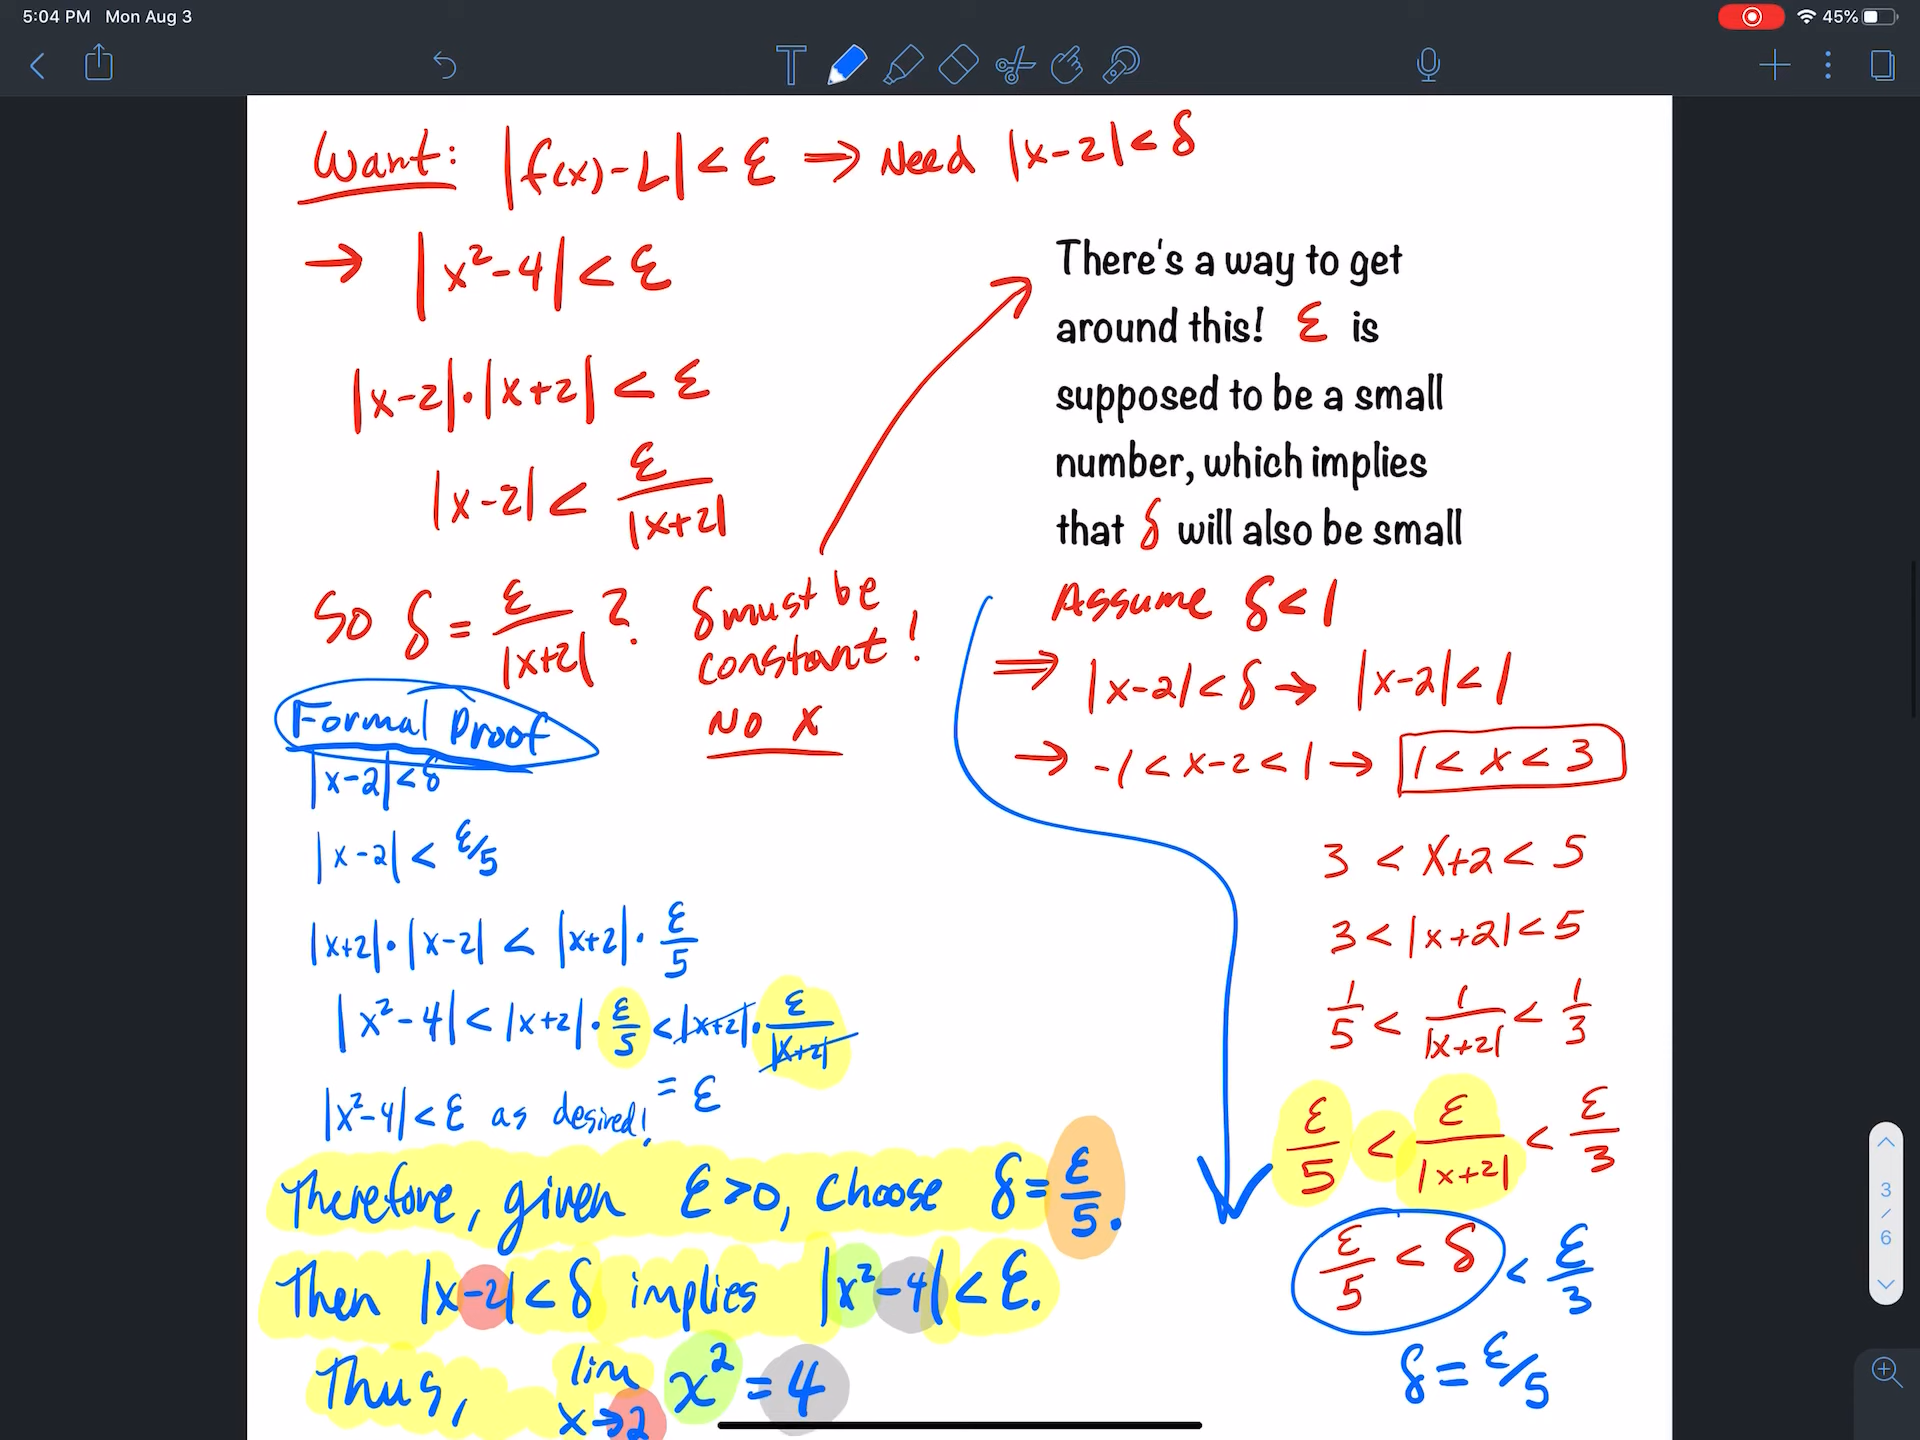 5:04 PM Mon Aug 3
45%
T
Want: |f(x)-L| < ε ⇒ Need |x-2| < δ
→ |x²-4| < ε
|x-2|·|x+2| < ε
|x-2| < ε/|x+2|
So δ = ε/|x+2| ?
δ must be
constant!
No X
There's a way to get
around this! ε is
supposed to be a small
number, which implies
that δ will also be small
Assume δ < 1
⇒ |x-2| < δ → |x-2| < 1
→ -1 < x-2 < 1 → 1 < x < 3
3 < x+2 < 5
3 < |x+2| < 5
1/5 < 1/|x+2| < 1/3
ε/5 < ε/|x+2| < ε/3
ε/5 < δ < ε/3
δ = ε/5
Formal Proof
|x-2| < δ
|x-2| < ε/5
|x+2|·|x-2| < |x+2|·ε/5
|x²-4| < |x+2|·ε/5 < |x+2|·ε/|x+2|
= ε
|x²-4| < ε as desired!
Therefore, given ε > 0, choose δ = ε/5.
Then |x-2| < δ implies |x²-4| < ε.
Thus, lim x→2 x² = 4
3
/
6